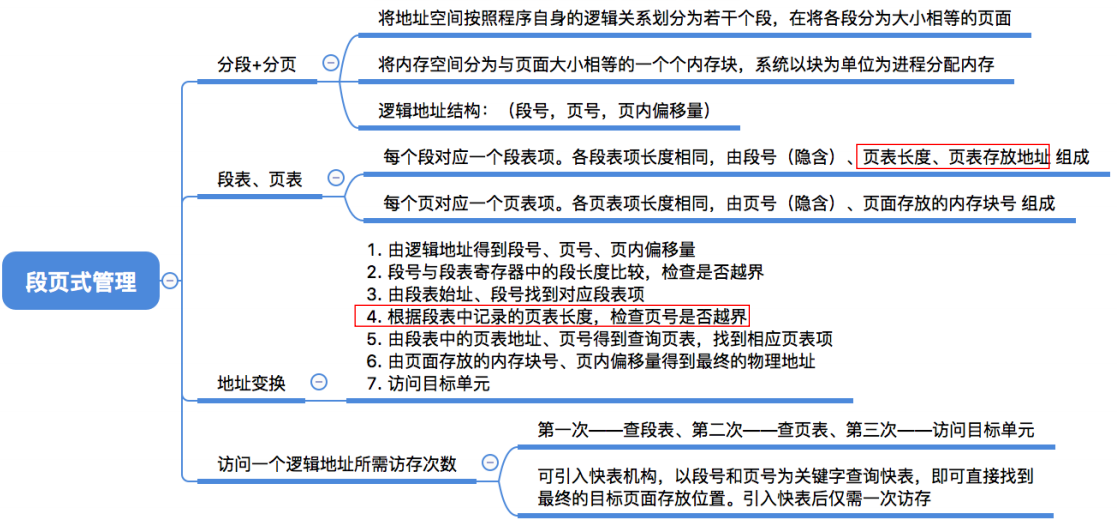 段页式管理
分段+分页
将地址空间按照程序自身的逻辑关系划分为若干个段，在将各段分为大小相等的页面
将内存空间分为与页面大小相等的一个个内存块，系统以块为单位为进程分配内存
逻辑地址结构：（段号，页号，页内偏移量）
段表、页表
每个段对应一个段表项。各段表项长度相同，由段号（隐含）、页表长度、页表存放地址 组成
每个页对应一个页表项。各页表项长度相同，由页号（隐含）、页面存放的内存块号 组成
地址变换
1. 由逻辑地址得到段号、页号、页内偏移量
2. 段号与段表寄存器中的段长度比较，检查是否越界
3. 由段表始址、段号找到对应段表项
4. 根据段表中记录的页表长度，检查页号是否越界
5. 由段表中的页表地址、页号得到查询页表，找到相应页表项
6. 由页面存放的内存块号、页内偏移量得到最终的物理地址
7. 访问目标单元
访问一个逻辑地址所需访存次数
第一次——查段表、第二次——查页表、第三次——访问目标单元
可引入快表机构，以段号和页号为关键字查询快表，即可直接找到
最终的目标页面存放位置。引入快表后仅需一次访存